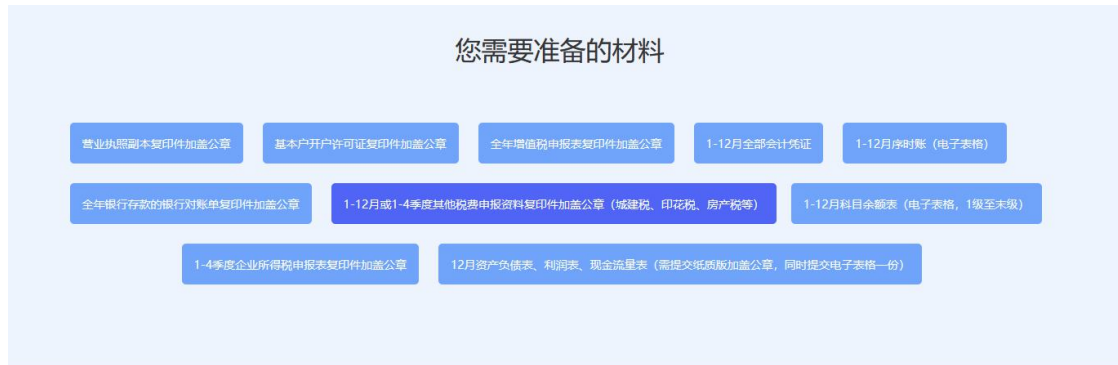 您需要准备的材料
营业执照副本复印件加盖公章
基本户开户许可证复印件加盖公章
全年增值税申报表复印件加盖公章
1-12月全部会计凭证
1-12月序时账（电子表格）
全年银行存款的银行对账单复印件加盖公章
1-12月或1-4季度其他税费申报资料复印件加盖公章（城建税、印花税、房产税等）
1-12月科目余额表（电子表格，1级至末级）
1-4季度企业所得税申报表复印件加盖公章
12月资产负债表、利润表、现金流量表（需提交纸质版加盖公章，同时提交电子表格一份）